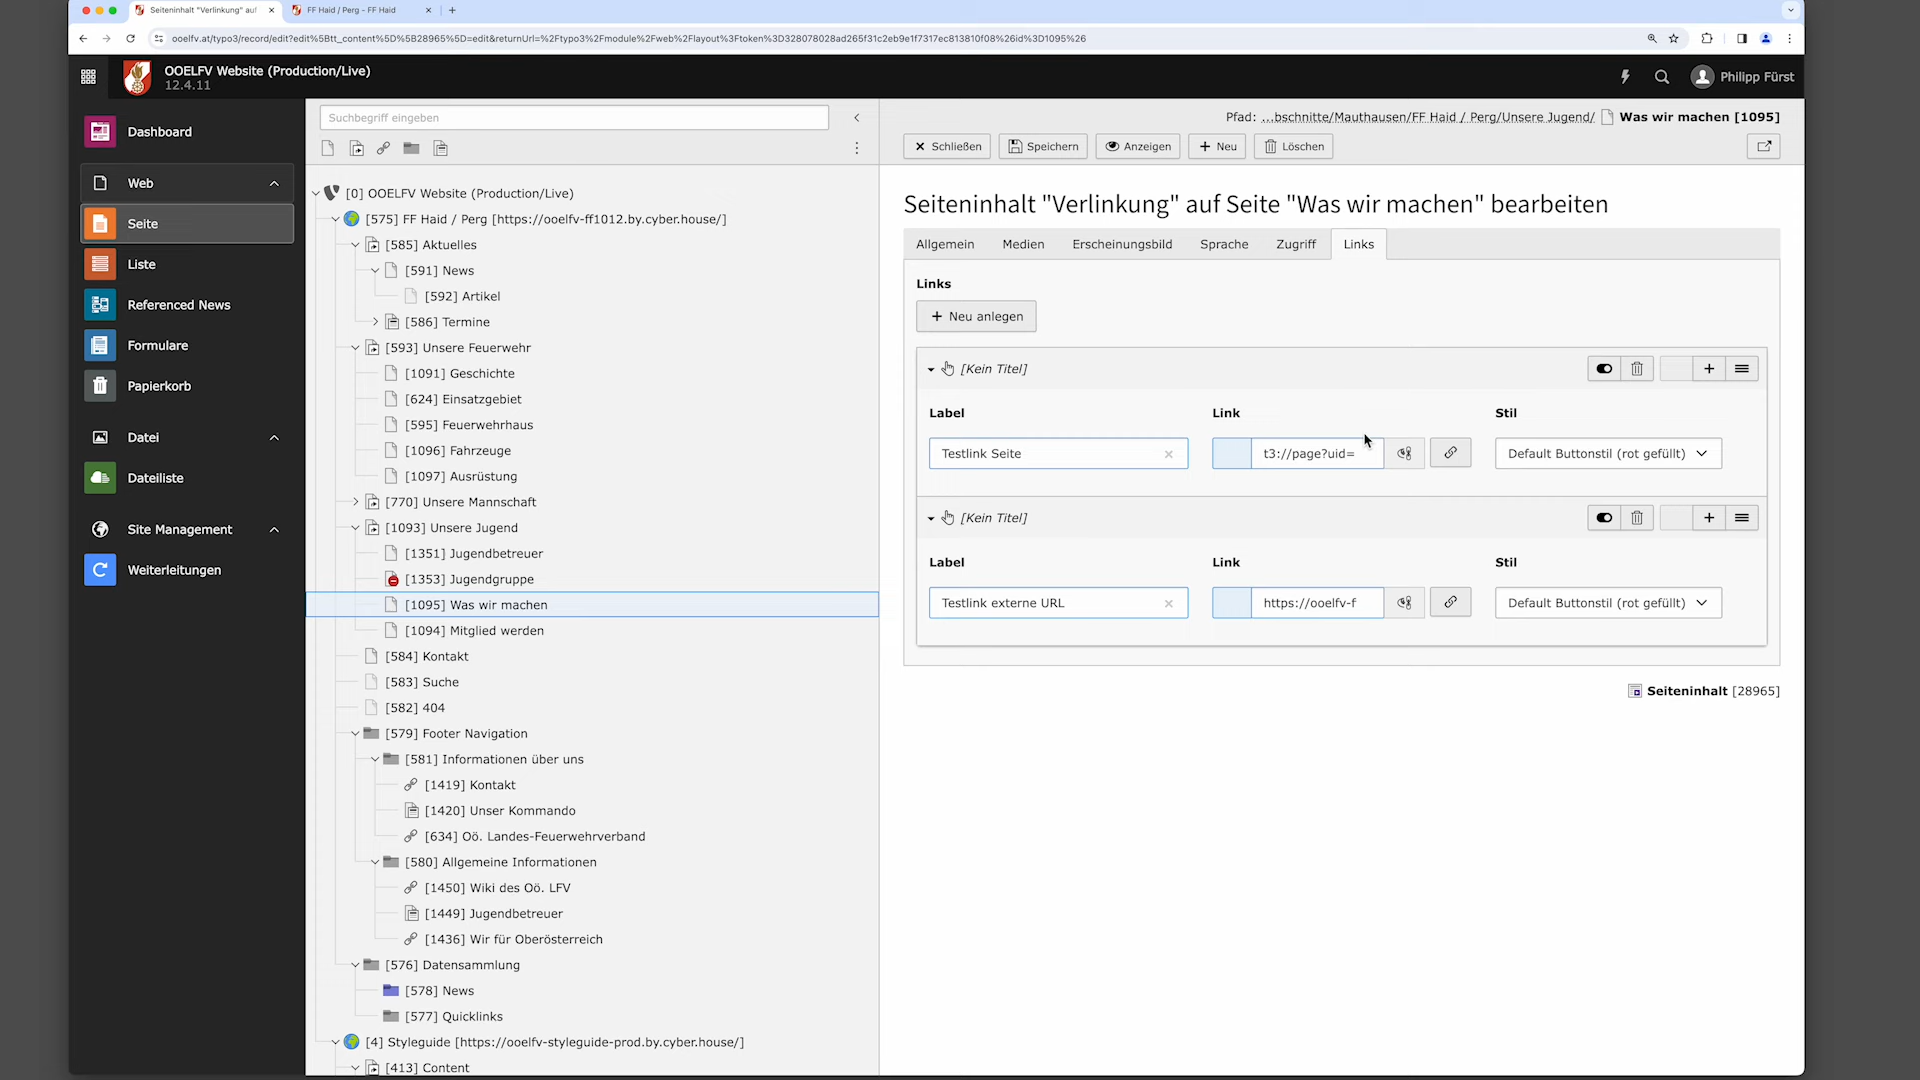 Seiteninhalt "Verlinkung" auf
FF Haid / Perg - FF Haid
ooelfv.at/typo3/record/edit?edit%5Btt_content%5D%5B28965%5D=edit&returnUrl=%2Ftypo3%2Fmodule%2Fweb%2Flayout%3Ftoken%3D328078028ad265f31c2eb9e1f7317ec813810f08%26id%3D1095%26
OOELFV Website (Production/Live)
12.4.11
Philipp Fürst
Dashboard
Web
Seite
Liste
Referenced News
Formulare
Papierkorb
Datei
Dateiliste
Site Management
Weiterleitungen
Suchbegriff eingeben
[0] OOELFV Website (Production/Live)
[575] FF Haid / Perg [https://ooelfv-ff1012.by.cyber.house/]
[585] Aktuelles
[591] News
[592] Artikel
[586] Termine
[593] Unsere Feuerwehr
[1091] Geschichte
[624] Einsatzgebiet
[595] Feuerwehrhaus
[1096] Fahrzeuge
[1097] Ausrüstung
[770] Unsere Mannschaft
[1093] Unsere Jugend
[1351] Jugendbetreuer
[1353] Jugendgruppe
[1095] Was wir machen
[1094] Mitglied werden
[584] Kontakt
[583] Suche
[582] 404
[579] Footer Navigation
[581] Informationen über uns
[1419] Kontakt
[1420] Unser Kommando
[634] Oö. Landes-Feuerwehrverband
[580] Allgemeine Informationen
[1450] Wiki des Oö. LFV
[1449] Jugendbetreuer
[1436] Wir für Oberösterreich
[576] Datensammlung
[578] News
[577] Quicklinks
[4] Styleguide [https://ooelfv-styleguide-prod.by.cyber.house/]
[413] Content
Pfad: ...bschnitte/Mauthausen/FF Haid / Perg/Unsere Jugend/ Was wir machen [1095]
Schließen Speichern Anzeigen Neu Löschen
Seiteninhalt "Verlinkung" auf Seite "Was wir machen" bearbeiten
Allgemein Medien Erscheinungsbild Sprache Zugriff Links
Links
Neu anlegen
[Kein Titel]
Label Link Stil
Testlink Seite t3://page?uid= Default Buttonstil (rot gefüllt)
[Kein Titel]
Label Link Stil
Testlink externe URL https://ooelfv-f Default Buttonstil (rot gefüllt)
Seiteninhalt [28965]